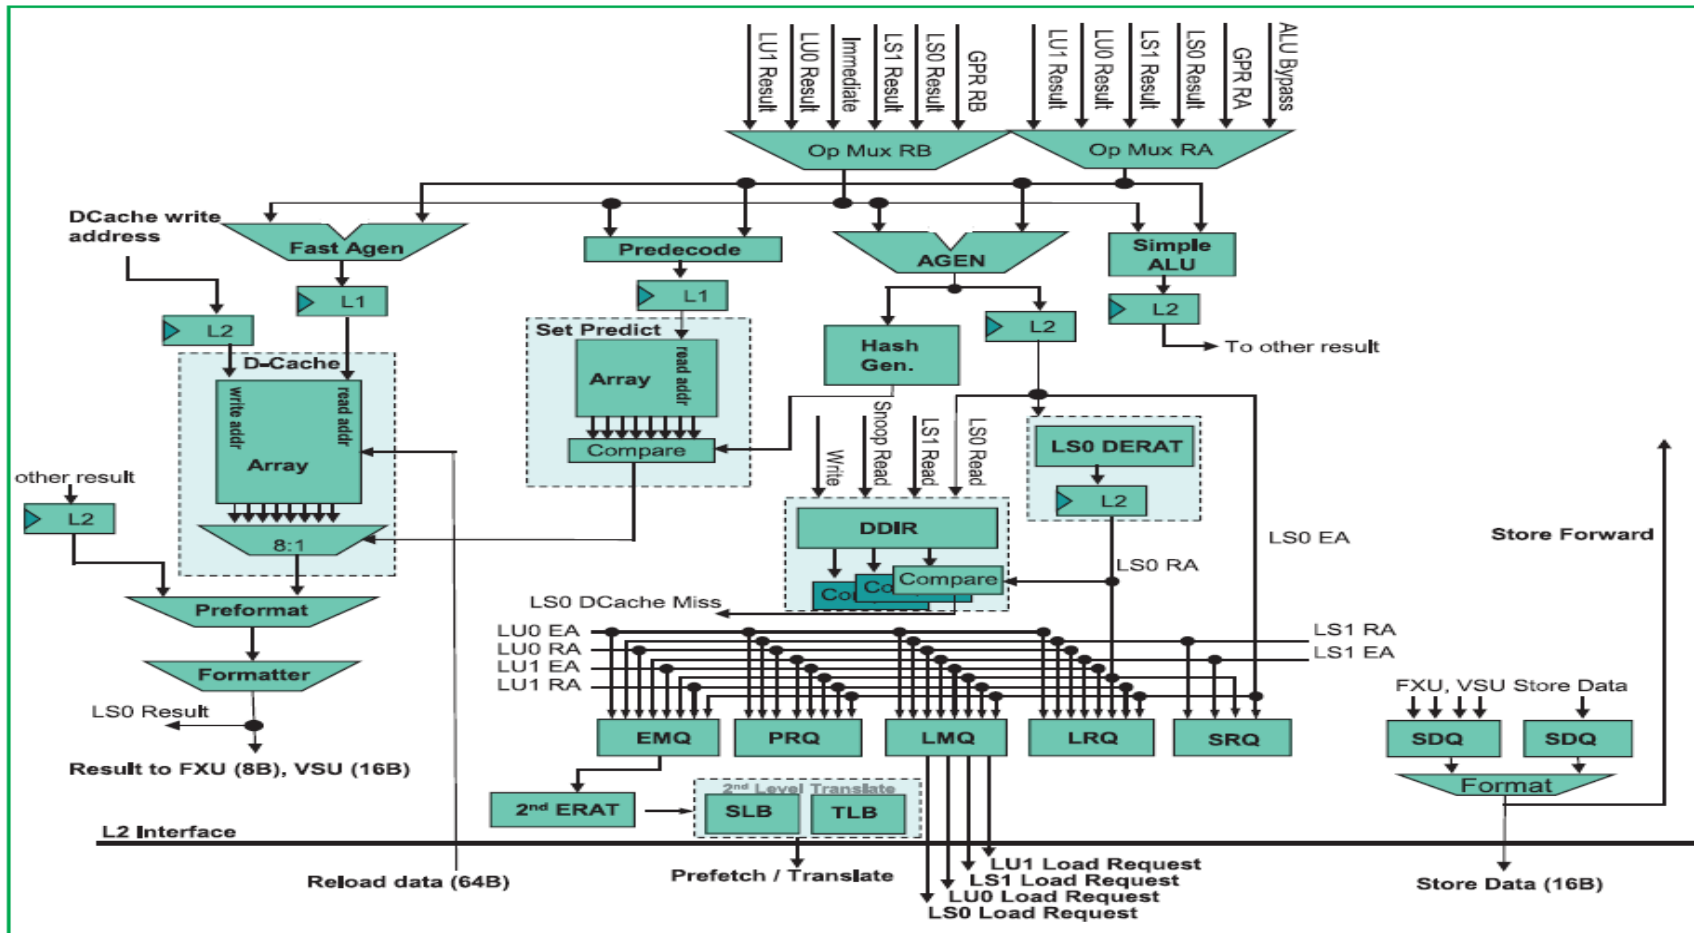 LU1 Result
LU0 Result
Immediate
LS1 Result
LS0 Result
GPR RB
LU1 Result
LU0 Result
LS1 Result
LS0 Result
GPR RA
ALU Bypass
Op Mux RB
Op Mux RA
DCache write
address
Fast Agen
Predecode
AGEN
Simple
ALU
L1
L1
L2
L2
L2
Set Predict
Hash
Gen.
To other result
D-Cache
write addr
read addr
Array
Array
read addr
Compare
Write
Snoop Read
LS1 Read
LS0 Read
LS0 DERAT
L2
other result
L2
8:1
DDIR
Compare
LS0 EA
LS0 RA
Store Forward
Preformat
LS0 DCache Miss
LU0 EA
LU0 RA
LU1 EA
LU1 RA
LS1 RA
LS1 EA
Formatter
LS0 Result
Result to FXU (8B), VSU (16B)
FXU, VSU Store Data
EMQ
PRQ
LMQ
LRQ
SRQ
SDQ
SDQ
Format
2nd ERAT
2nd Level Translate
SLB
TLB
L2 Interface
Reload data (64B)
Prefetch / Translate
LU1 Load Request
LS1 Load Request
LU0 Load Request
LS0 Load Request
Store Data (16B)